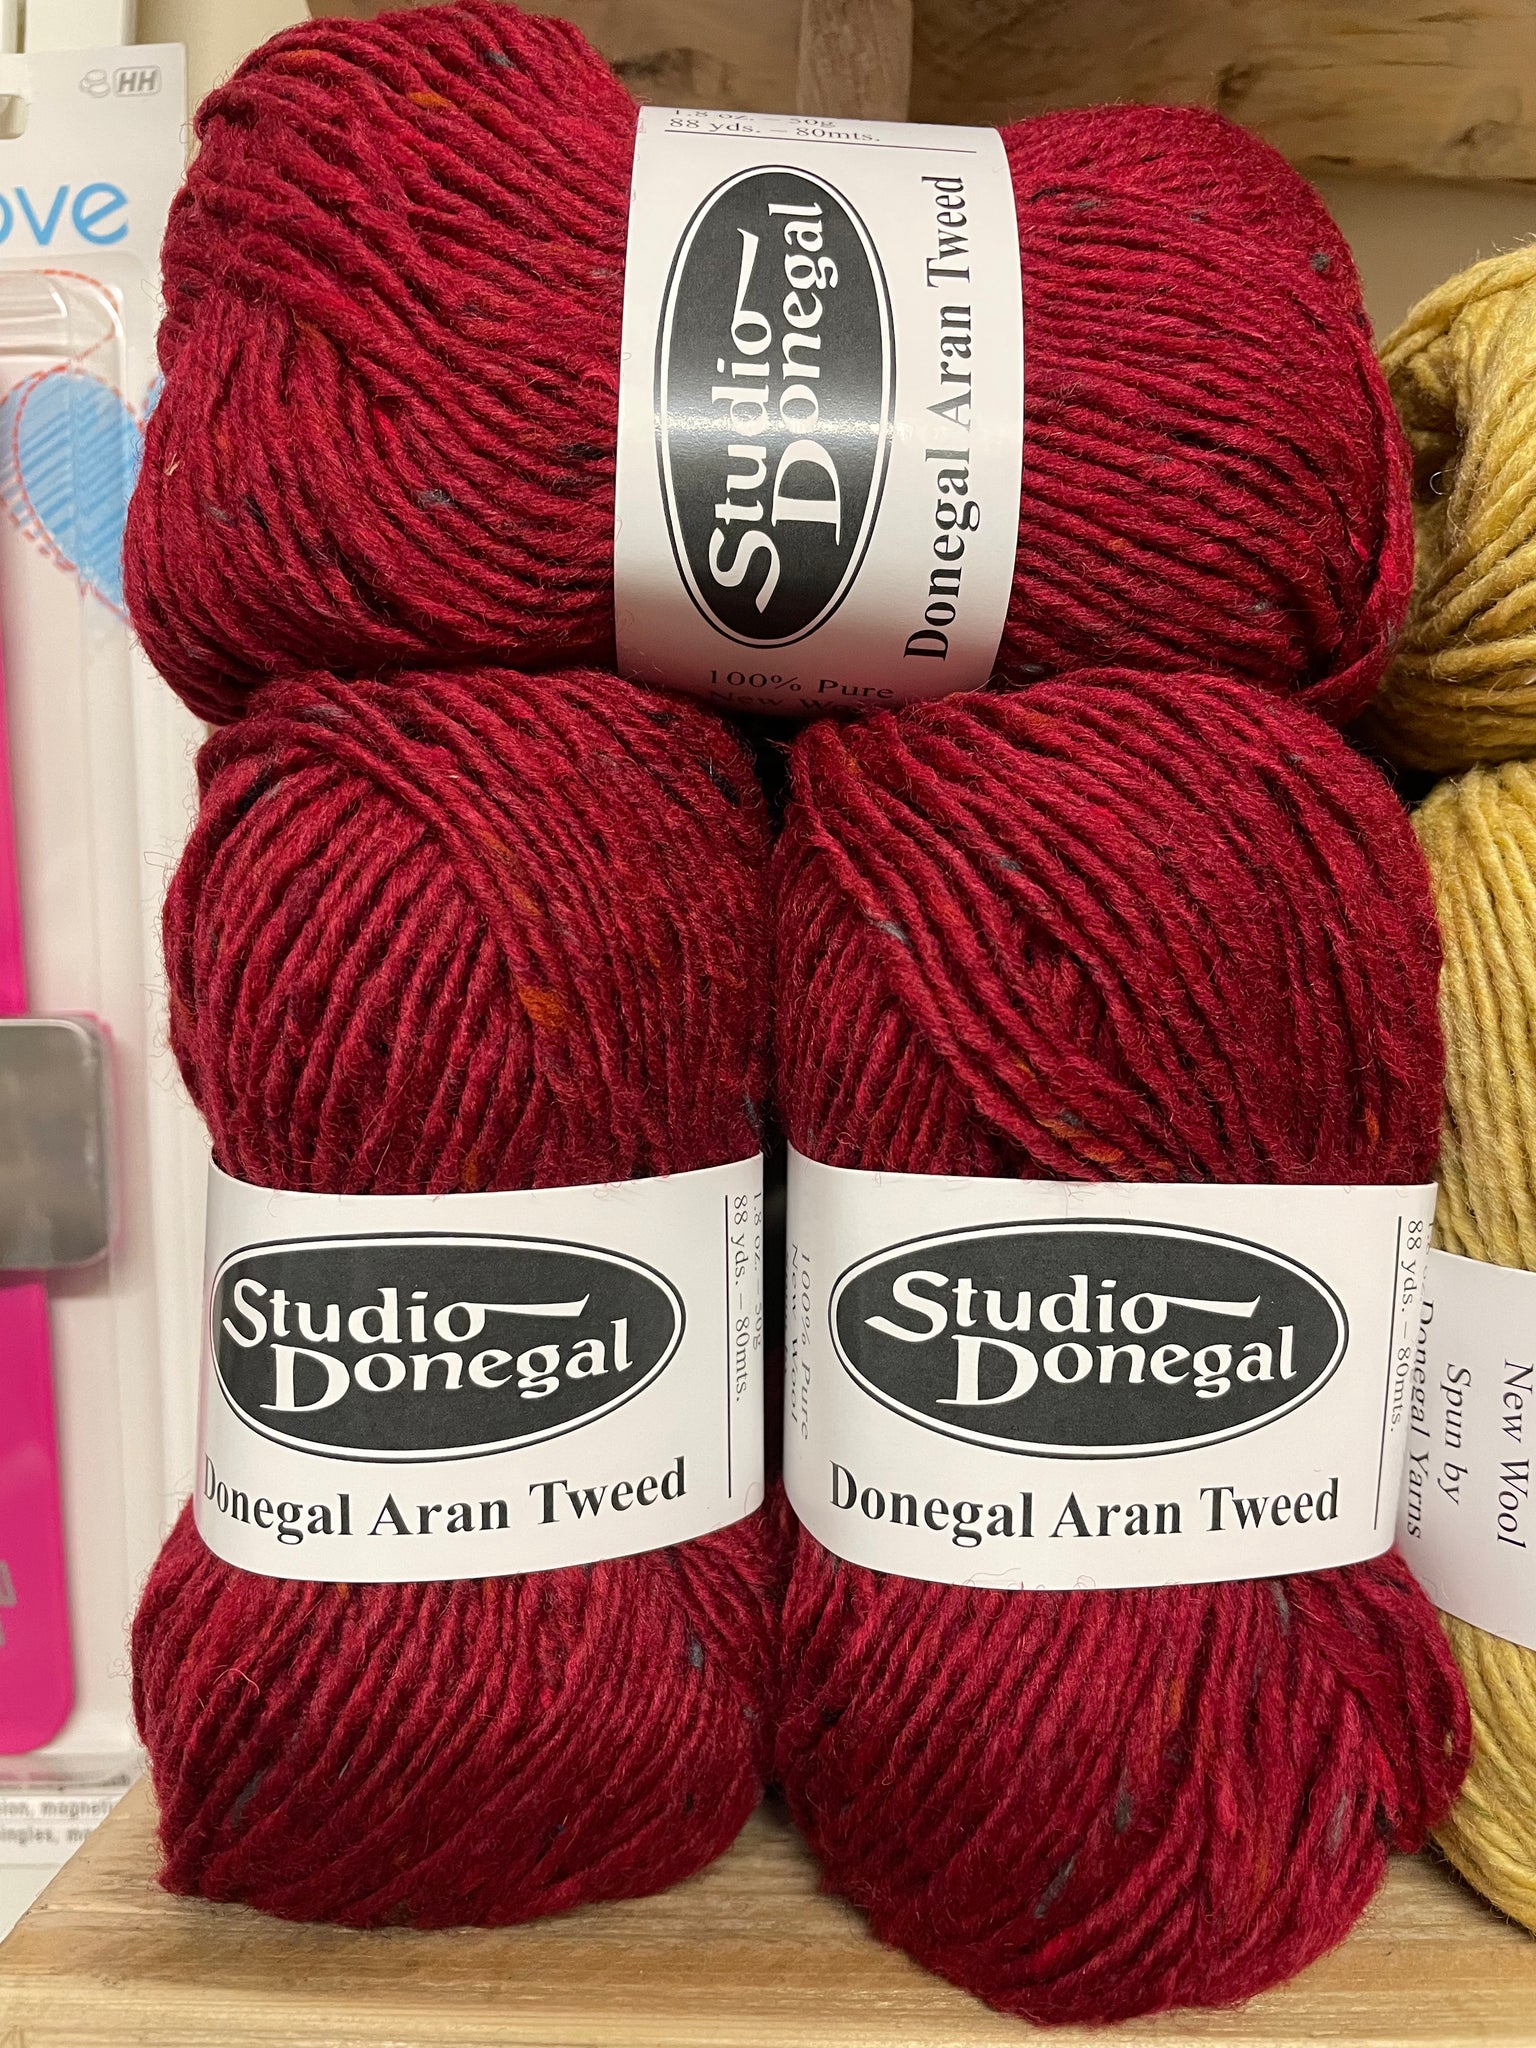 HH
ove
1.8 oz. – 50g
88 yds. – 80mts.
Studio
Donegal
Donegal Aran Tweed
100% Pure
New Wool
Studio
Donegal
Donegal Aran Tweed
1.8 oz. – 50g
88 yds. – 80mts.
100% Pure
New Wool
Studio
Donegal
Donegal Aran Tweed
88 yds. – 80mts.
New Wool
Spun by
Donegal Yarns